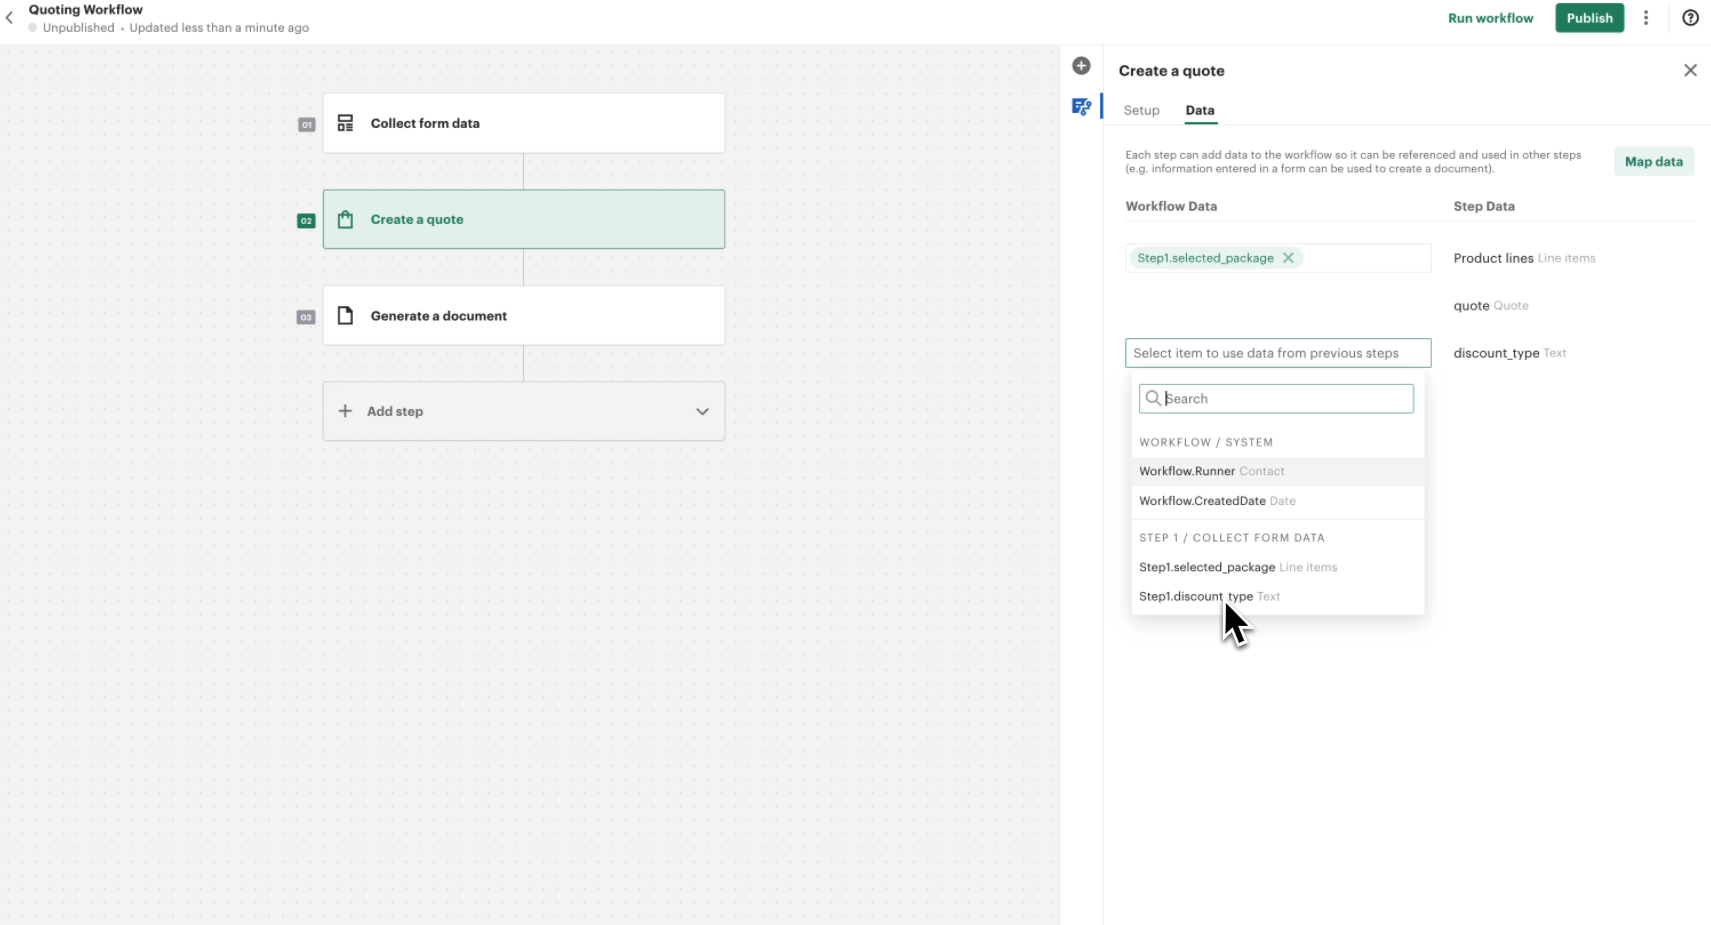 Quoting Workflow
Unpublished • Updated less than a minute ago
Run workflow
Publish
01
Collect form data
02
Create a quote
03
Generate a document
Add step
Create a quote
Setup
Data
Each step can add data to the workflow so it can be referenced and used in other steps
(e.g. information entered in a form can be used to create a document).
Map data
Workflow Data
Step Data
Step1.selected_package
Product lines Line items
quote Quote
Select item to use data from previous steps
discount_type Text
Search
WORKFLOW / SYSTEM
Workflow.Runner Contact
Workflow.CreatedDate Date
STEP 1 / COLLECT FORM DATA
Step1.selected_package Line items
Step1.discount_type Text